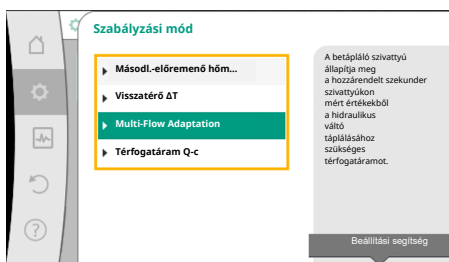 Szabályzási mód
Másodl.-előremenő hőm...
Visszatérő ΔT
Multi-Flow Adaptation
Térfogatáram Q-c
A betápláló szivattyú
állapítja meg
a hozzárendelt szekunder
szivattyúkon
mért értékekből
a hidraulikus
váltó
táplálásához
szükséges
térfogatáramot.
Beállítási segítség
?